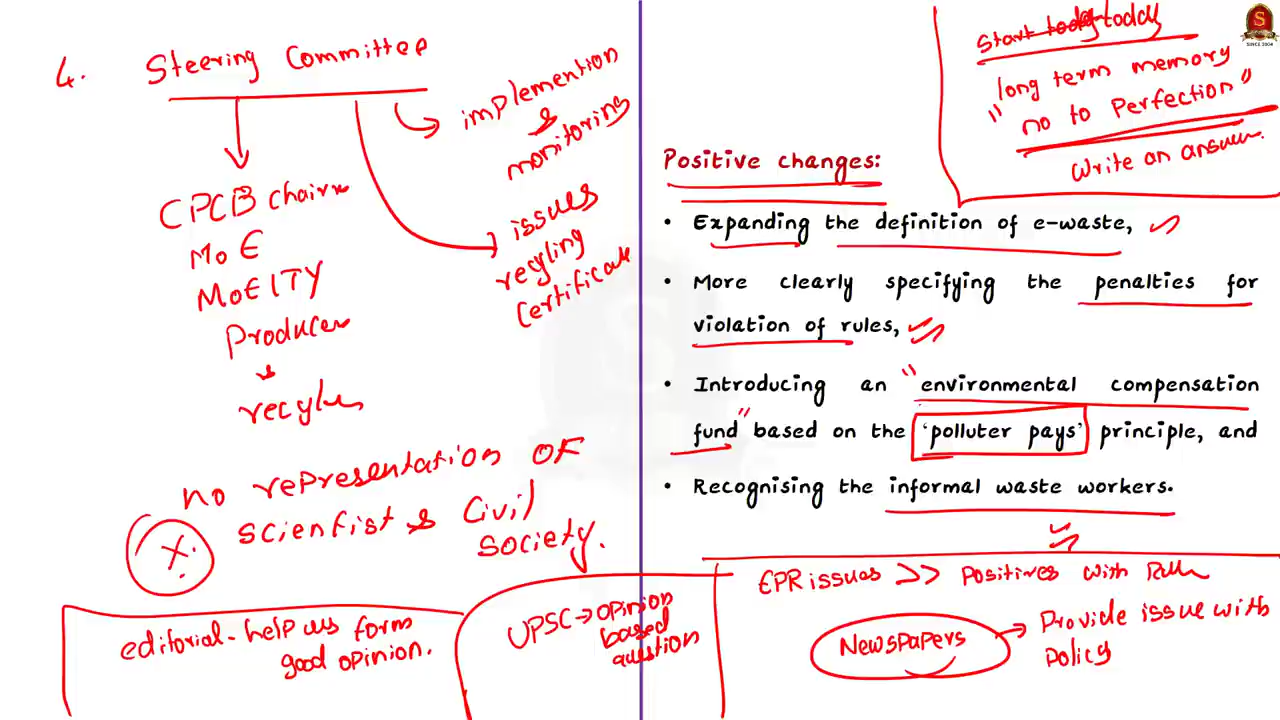 4. Steering Committee
implemention
&
monitoring
CPCB chair
MoE
MoEITY
Producer
&
issues
recyling
Certificate
no representation of
scienfist & Civil
society.
X
editorial - help us form
good opinion.
UPSC → opinion
based
question
S
SINCE 2004
Start today today
long term memory
"no to Perfection"
Write an answer.
Positive changes:
• Expanding the definition of e-waste,
• More clearly specifying the penalties for
violation of rules,
• Introducing an "environmental compensation
fund" based on the 'polluter pays' principle, and
• Recognising the informal waste workers.
EPR issues >> Positives with
Newspapers → Provide issue with
policy